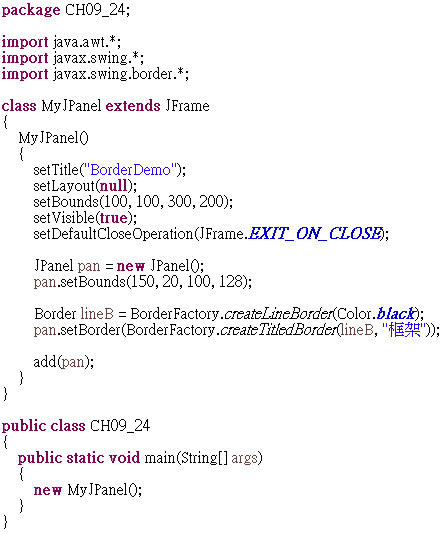 package CH09_24;
import java.awt.*;
import javax.swing.*;
import javax.swing.border.*;
class MyJPanel extends JFrame
{
MyJPanel()
{
setTitle("BorderDemo");
setLayout(null);
setBounds(100, 100, 300, 200);
setVisible(true);
setDefaultCloseOperation(JFrame.EXIT_ON_CLOSE);
JPanel pan = new JPanel();
pan.setBounds(150, 20, 100, 128);
Border lineB = BorderFactory.createLineBorder(Color.black);
pan.setBorder(BorderFactory.createTitledBorder(lineB, "框架"));
add(pan);
}
}
public class CH09_24
{
public static void main(String[] args)
{
new MyJPanel();
}
}